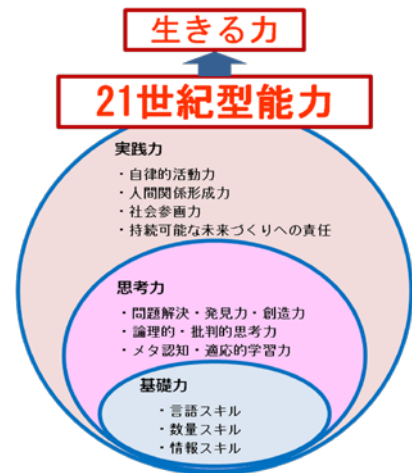 生きる力
21世紀型能力
実践力
・自律的活動力
・人間関係形成力
・社会参画力
・持続可能な未来づくりへの責任
思考力
・問題解決・発見力・創造力
・論理的・批判的思考力
・メタ認知・適応的学習力
基礎力
・言語スキル
・数量スキル
・情報スキル